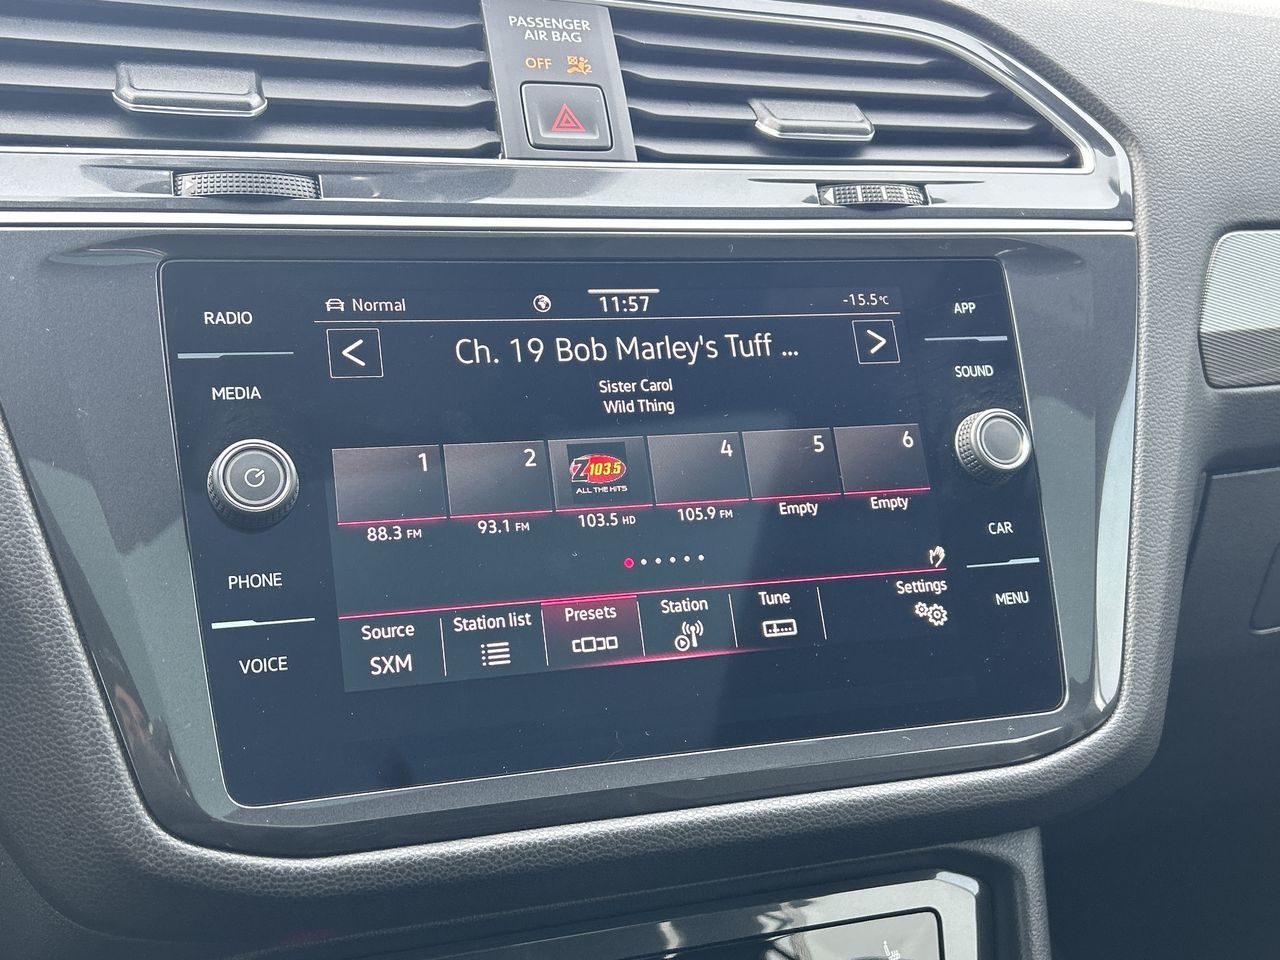 PASSENGER
AIR BAG
OFF
2
RADIO
MEDIA
PHONE
VOICE
Normal
11:57
-15.5°C
Ch. 19 Bob Marley's Tuff ...
Sister Carol
Wild Thing
1
2
Z103.5
ALL THE HITS
4
5
6
88.3 FM
93.1 FM
103.5 HD
105.9 FM
Empty
Empty
Source
SXM
Station list
Presets
Station
Tune
Settings
APP
SOUND
CAR
MENU